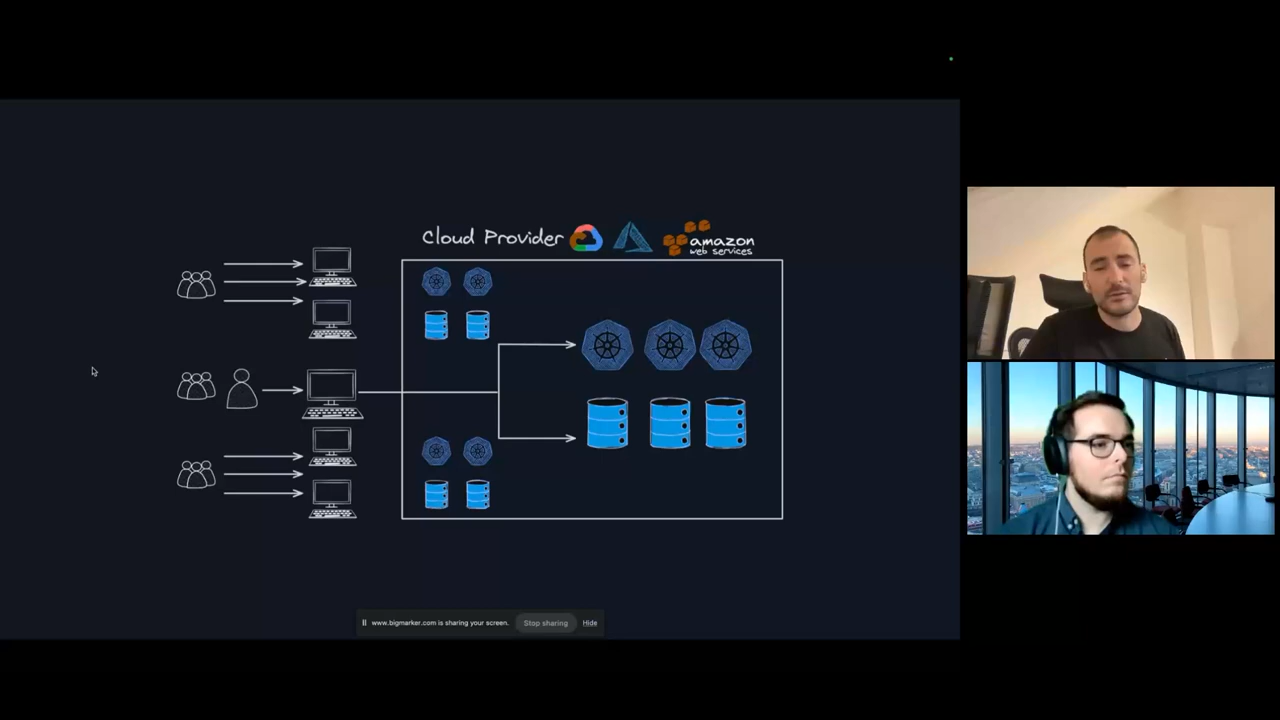 Cloud Provider
amazon
web services
www.bigmarker.com is sharing your screen.
Stop sharing
Hide